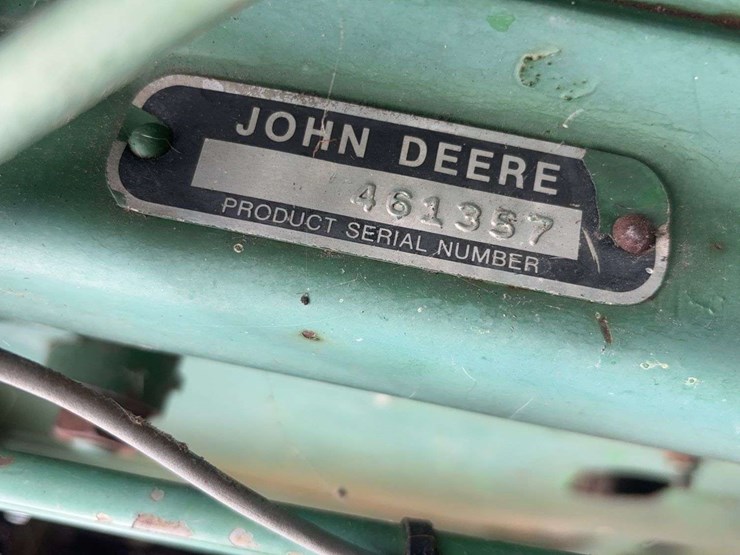 JOHN DEERE
461357
PRODUCT SERIAL NUMBER